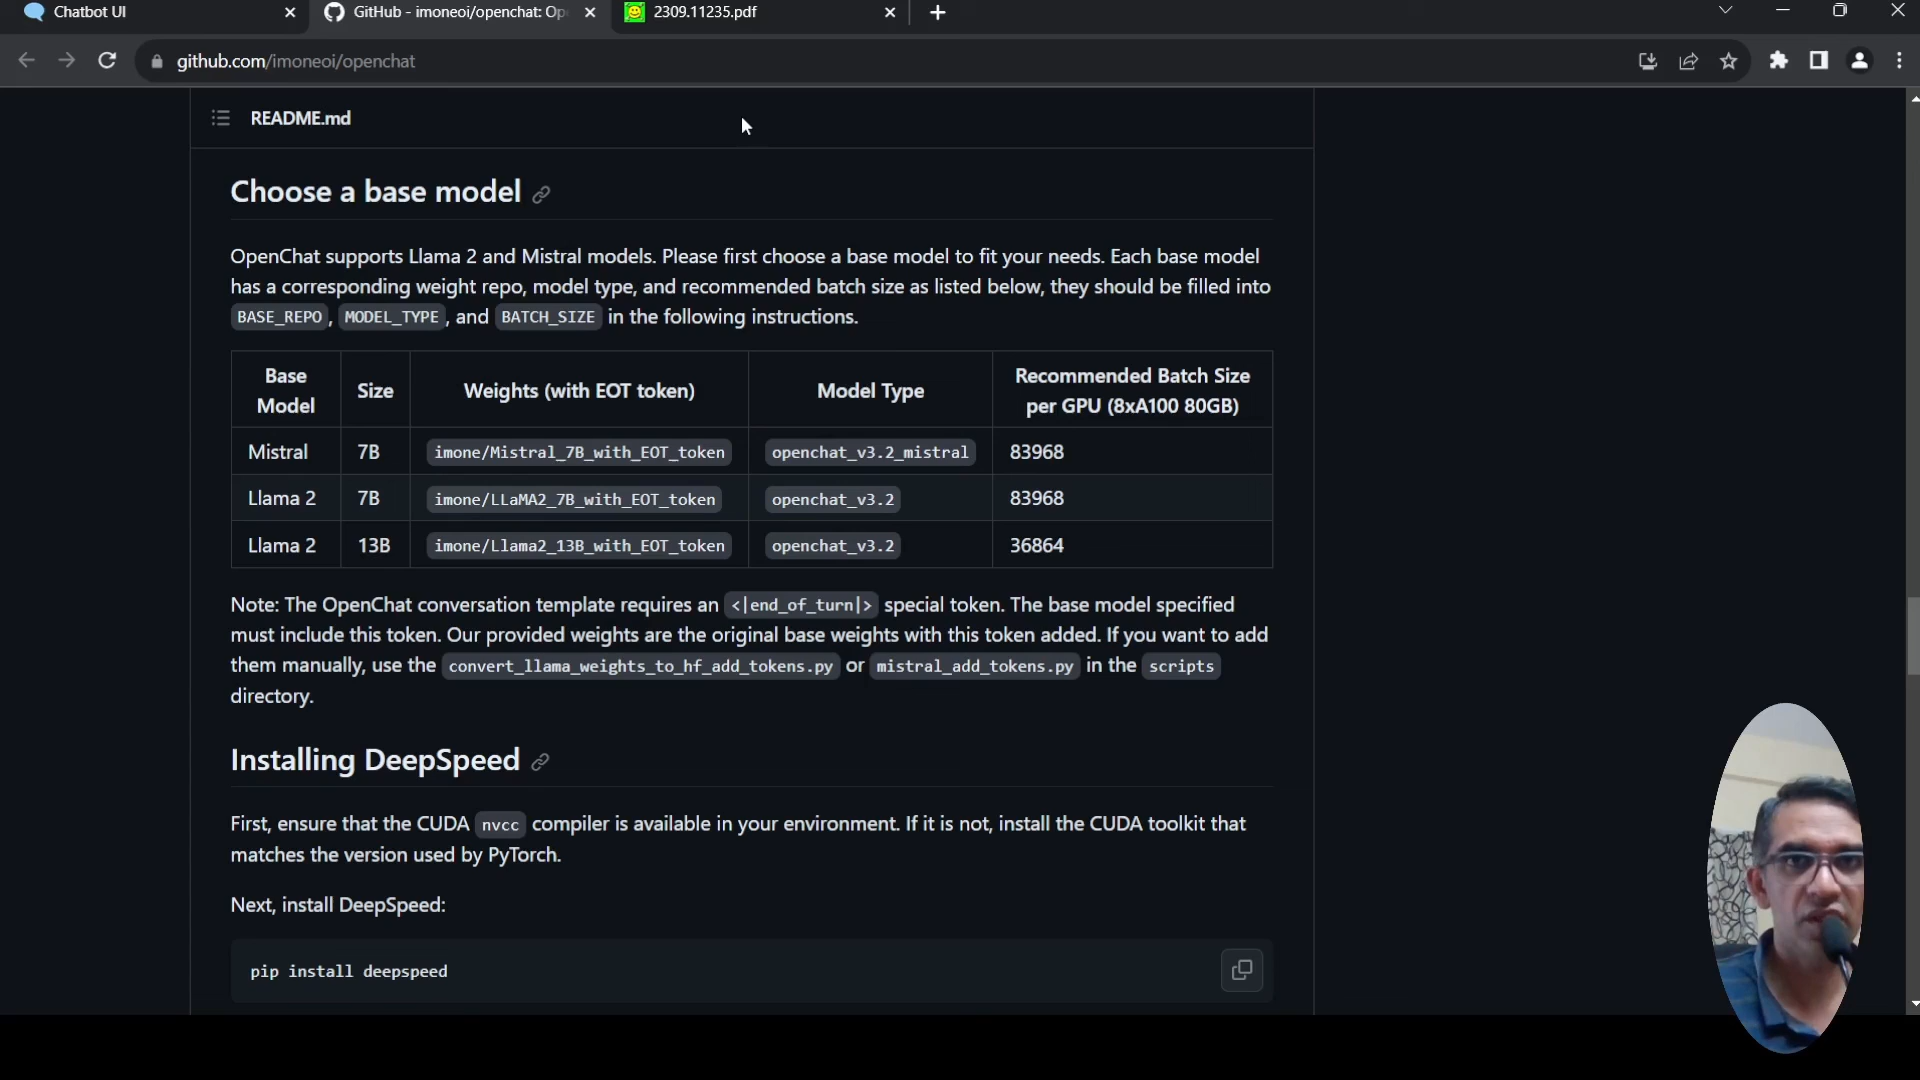 Chatbot UI
GitHub - imoneoi/openchat: Op
2309.11235.pdf
github.com/imoneoi/openchat
README.md
Choose a base model
OpenChat supports Llama 2 and Mistral models. Please first choose a base model to fit your needs. Each base model
has a corresponding weight repo, model type, and recommended batch size as listed below, they should be filled into
BASE_REPO, MODEL_TYPE, and BATCH_SIZE in the following instructions.
Base Model Size Weights (with EOT token) Model Type Recommended Batch Size per GPU (8xA100 80GB)
Mistral 7B imone/Mistral_7B_with_EOT_token openchat_v3.2_mistral 83968
Llama 2 7B imone/LLaMA2_7B_with_EOT_token openchat_v3.2 83968
Llama 2 13B imone/Llama2_13B_with_EOT_token openchat_v3.2 36864
Note: The OpenChat conversation template requires an <|end_of_turn|> special token. The base model specified
must include this token. Our provided weights are the original base weights with this token added. If you want to add
them manually, use the convert_llama_weights_to_hf_add_tokens.py or mistral_add_tokens.py in the scripts
directory.
Installing DeepSpeed
First, ensure that the CUDA nvcc compiler is available in your environment. If it is not, install the CUDA toolkit that
matches the version used by PyTorch.
Next, install DeepSpeed:
pip install deepspeed